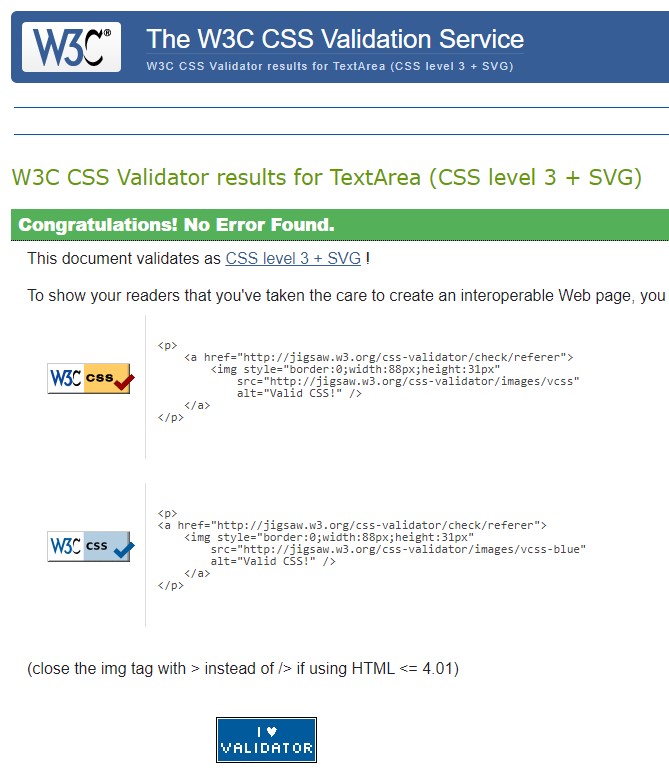 W3C® The W3C CSS Validation Service
W3C CSS Validator results for TextArea (CSS level 3 + SVG)
W3C CSS Validator results for TextArea (CSS level 3 + SVG)
Congratulations! No Error Found.
This document validates as CSS level 3 + SVG !
To show your readers that you've taken the care to create an interoperable Web page, you
W3C css
<p>
<a href="http://jigsaw.w3.org/css-validator/check/referer">
<img style="border:0;width:88px;height:31px"
src="http://jigsaw.w3.org/css-validator/images/vcss"
alt="Valid CSS!" />
</a>
</p>
W3C css
<p>
<a href="http://jigsaw.w3.org/css-validator/check/referer">
<img style="border:0;width:88px;height:31px"
src="http://jigsaw.w3.org/css-validator/images/vcss-blue"
alt="Valid CSS!" />
</a>
</p>
(close the img tag with > instead of /> if using HTML <= 4.01)
I ♥
VALIDATOR